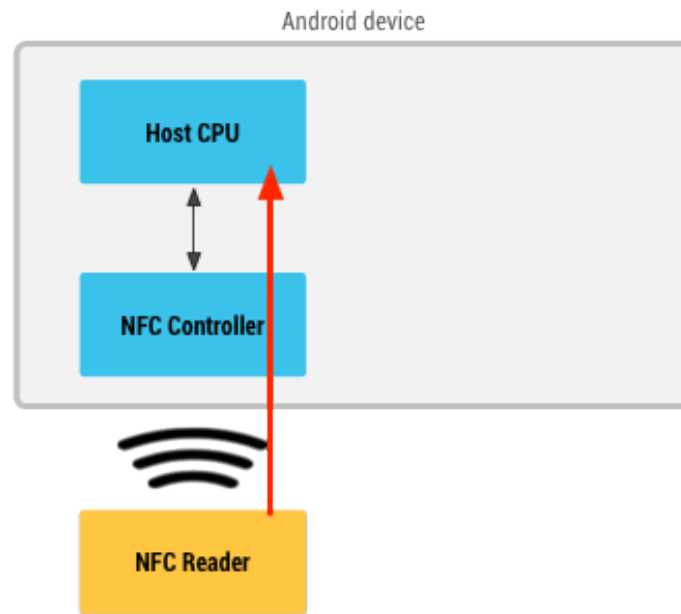 Android device
Host CPU
NFC Controller
NFC Reader